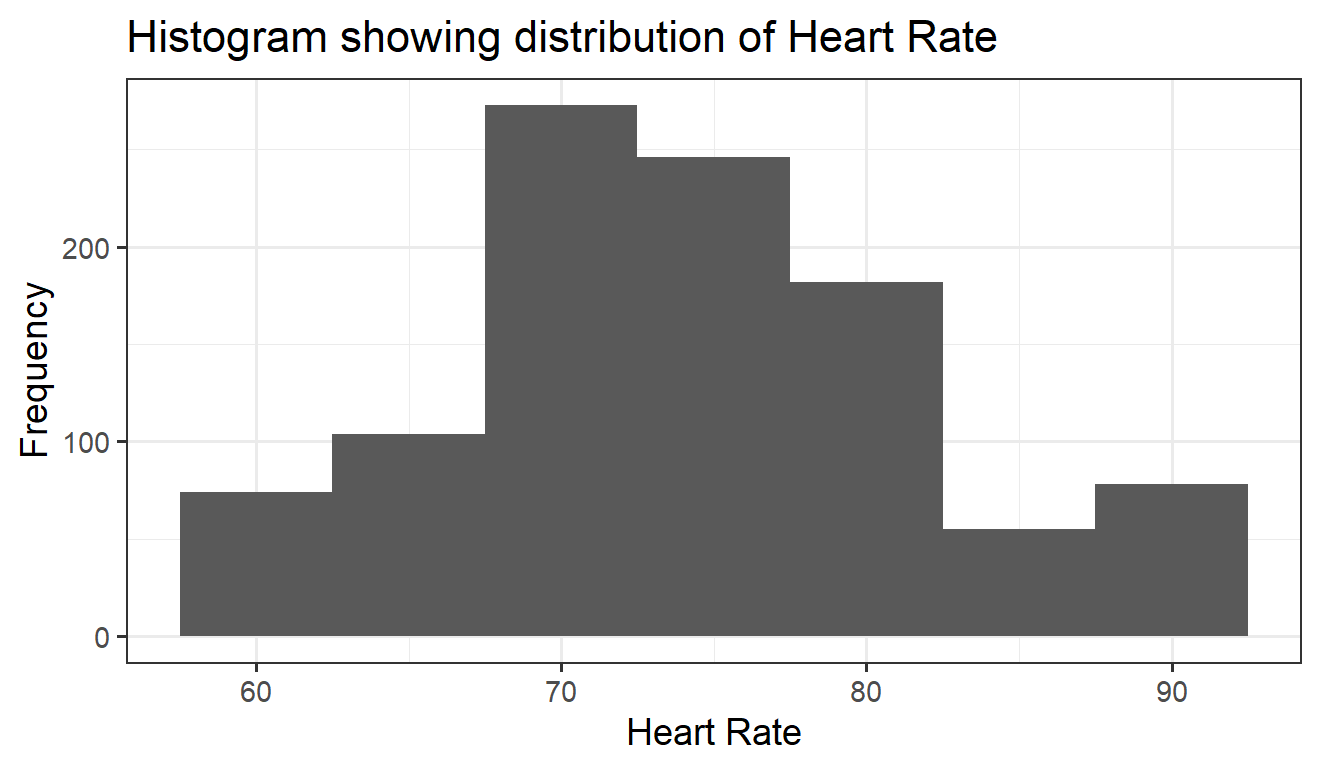 Histogram showing distribution of Heart Rate
Frequency
200
100
0
60 70 80 90
Heart Rate